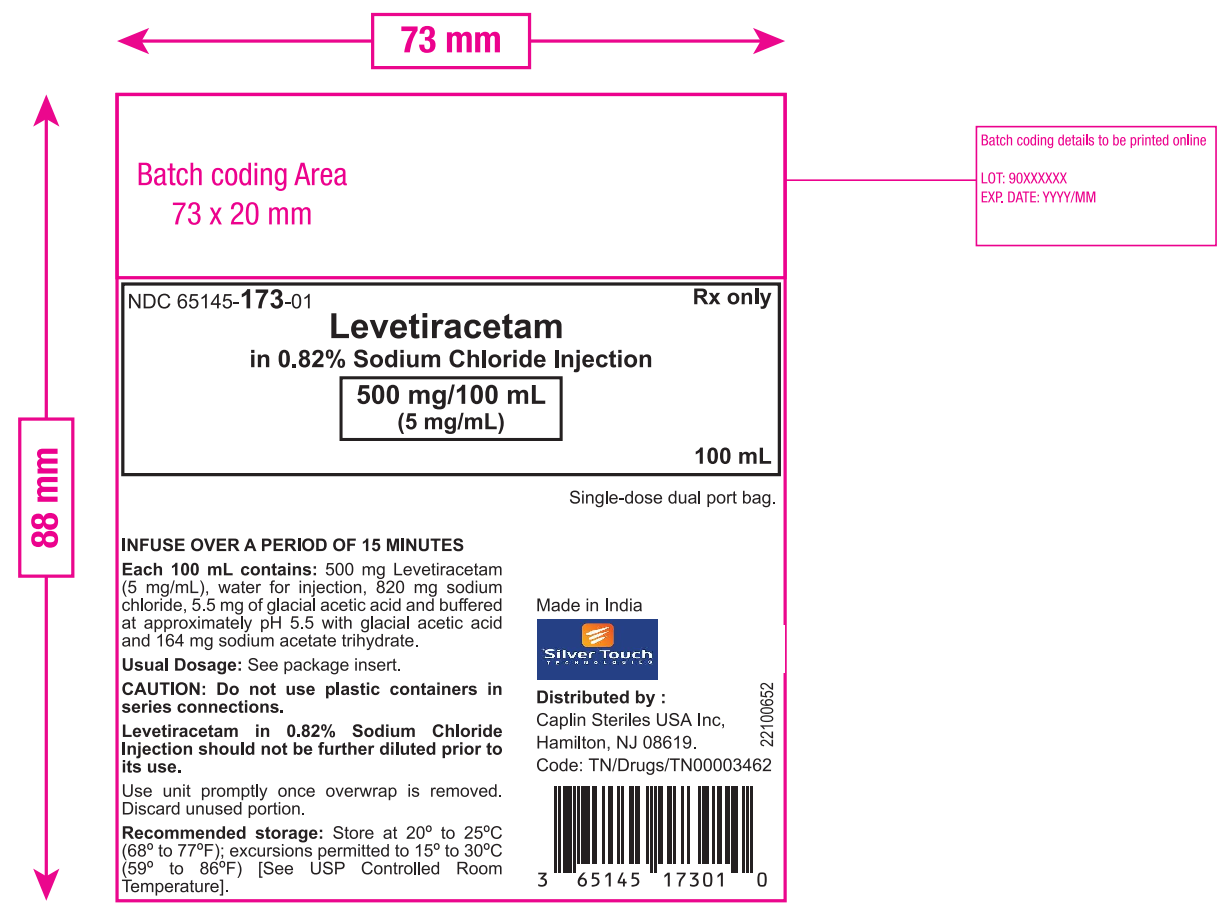 73 mm
Batch coding Area
73 x 20 mm
Batch coding details to be printed online
LOT: 90XXXXXX
EXP. DATE: YYYY/MM
88 mm
NDC 65145-173-01
Rx only
Levetiracetam
in 0.82% Sodium Chloride Injection
500 mg/100 mL
(5 mg/mL)
100 mL
Single-dose dual port bag.
INFUSE OVER A PERIOD OF 15 MINUTES
Each 100 mL contains: 500 mg Levetiracetam
(5 mg/mL), water for injection, 820 mg sodium
chloride, 5.5 mg of glacial acetic acid and buffered
at approximately pH 5.5 with glacial acetic acid
and 164 mg sodium acetate trihydrate.
Usual Dosage: See package insert.
CAUTION: Do not use plastic containers in
series connections.
Levetiracetam in 0.82% Sodium Chloride
Injection should not be further diluted prior to
its use.
Use unit promptly once overwrap is removed.
Discard unused portion.
Recommended storage: Store at 20º to 25ºC
(68º to 77ºF); excursions permitted to 15º to 30ºC
(59º to 86ºF) [See USP Controlled Room
Temperature].
Made in India
Silver Touch
TECHNOLOGIES
Distributed by :
Caplin Steriles USA Inc,
Hamilton, NJ 08619.
Code: TN/Drugs/TN00003462
22100652
3 65145 17301 0